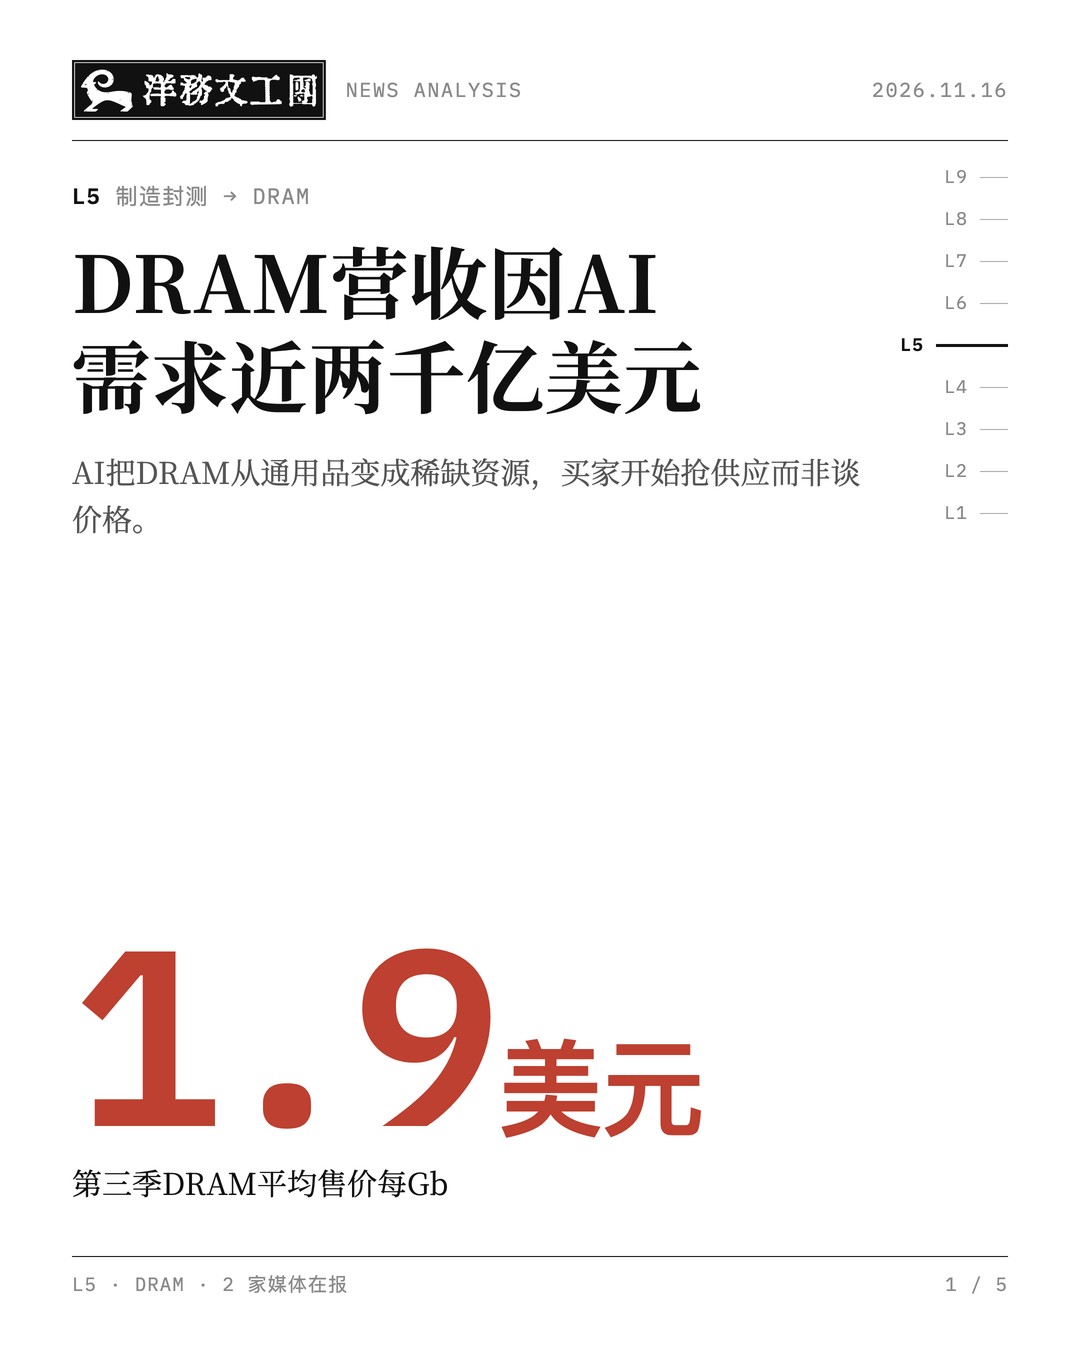 洋務文工團 NEWS ANALYSIS 2026.11.16
L5 制造封测 → DRAM
DRAM营收因AI
需求近两千亿美元
AI把DRAM从通用品变成稀缺资源，买家开始抢供应而非谈
价格。
L9
L8
L7
L6
L5
L4
L3
L2
L1
1.9美元
第三季DRAM平均售价每Gb
L5 · DRAM · 2 家媒体在报 1 / 5